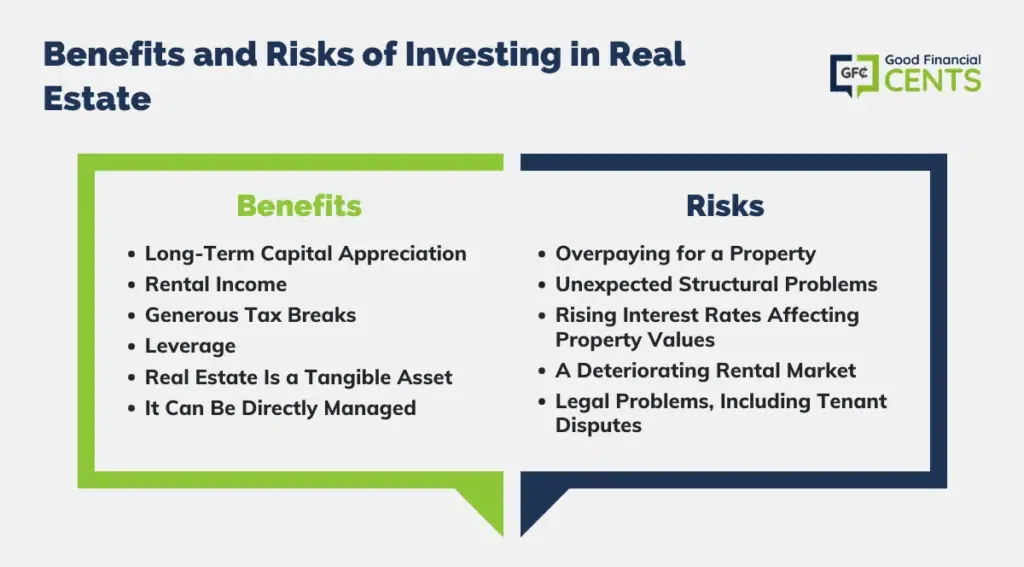 Benefits and Risks of Investing in Real
Estate
GF¢
Good Financial
CENTS
Benefits
• Long-Term Capital Appreciation
• Rental Income
• Generous Tax Breaks
• Leverage
• Real Estate Is a Tangible Asset
• It Can Be Directly Managed
Risks
• Overpaying for a Property
• Unexpected Structural Problems
• Rising Interest Rates Affecting
Property Values
• A Deteriorating Rental Market
• Legal Problems, Including Tenant
Disputes